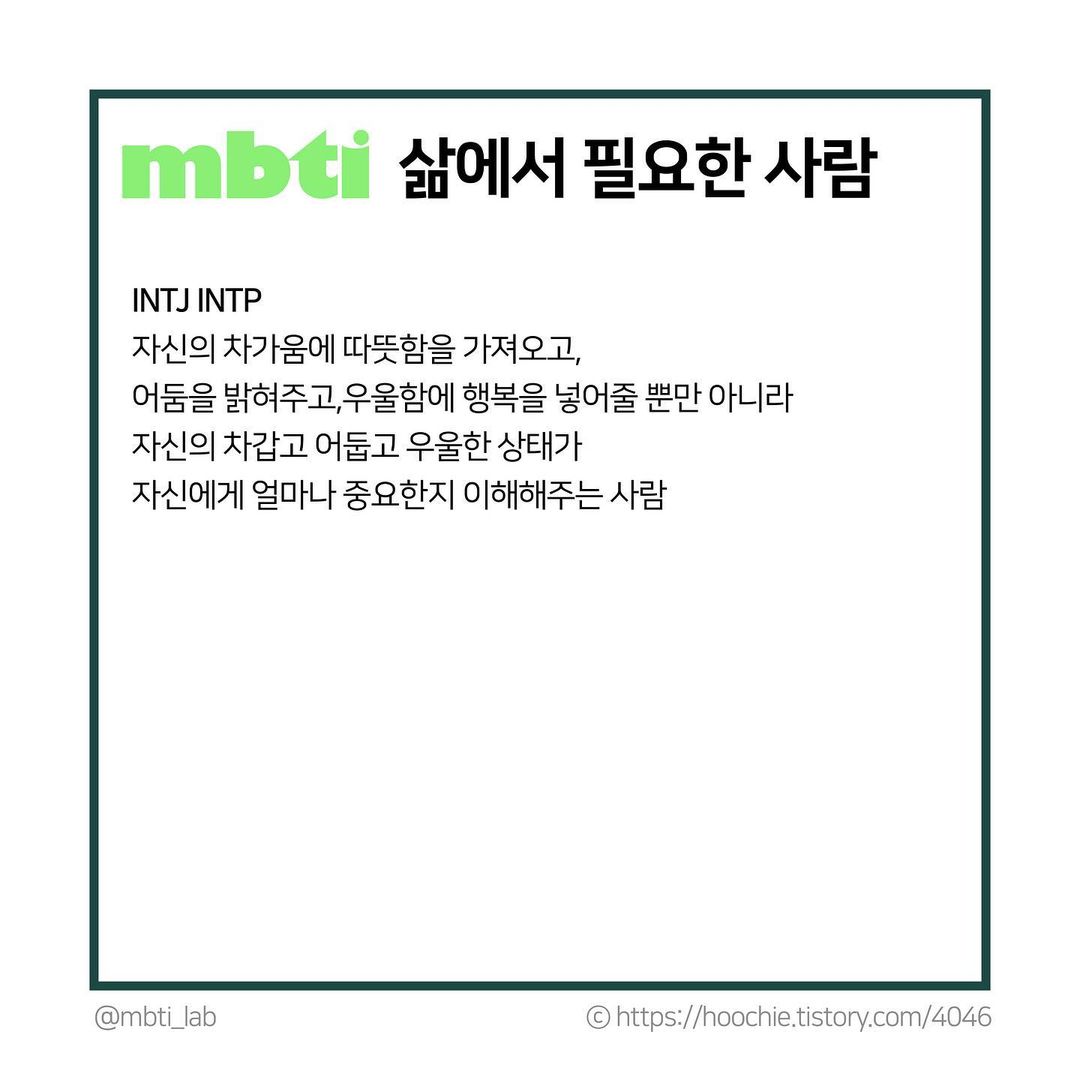 mbti 삶에서 필요한 사람
INTJ INTP
자신의 차가움에 따뜻함을 가져오고,
어둠을 밝혀주고,우울함에 행복을 넣어줄 뿐만 아니라
자신의 차갑고 어둡고 우울한 상태가
자신에게 얼마나 중요한지 이해해주는 사람
@mbti_lab
© https://hoochie.tistory.com/4046